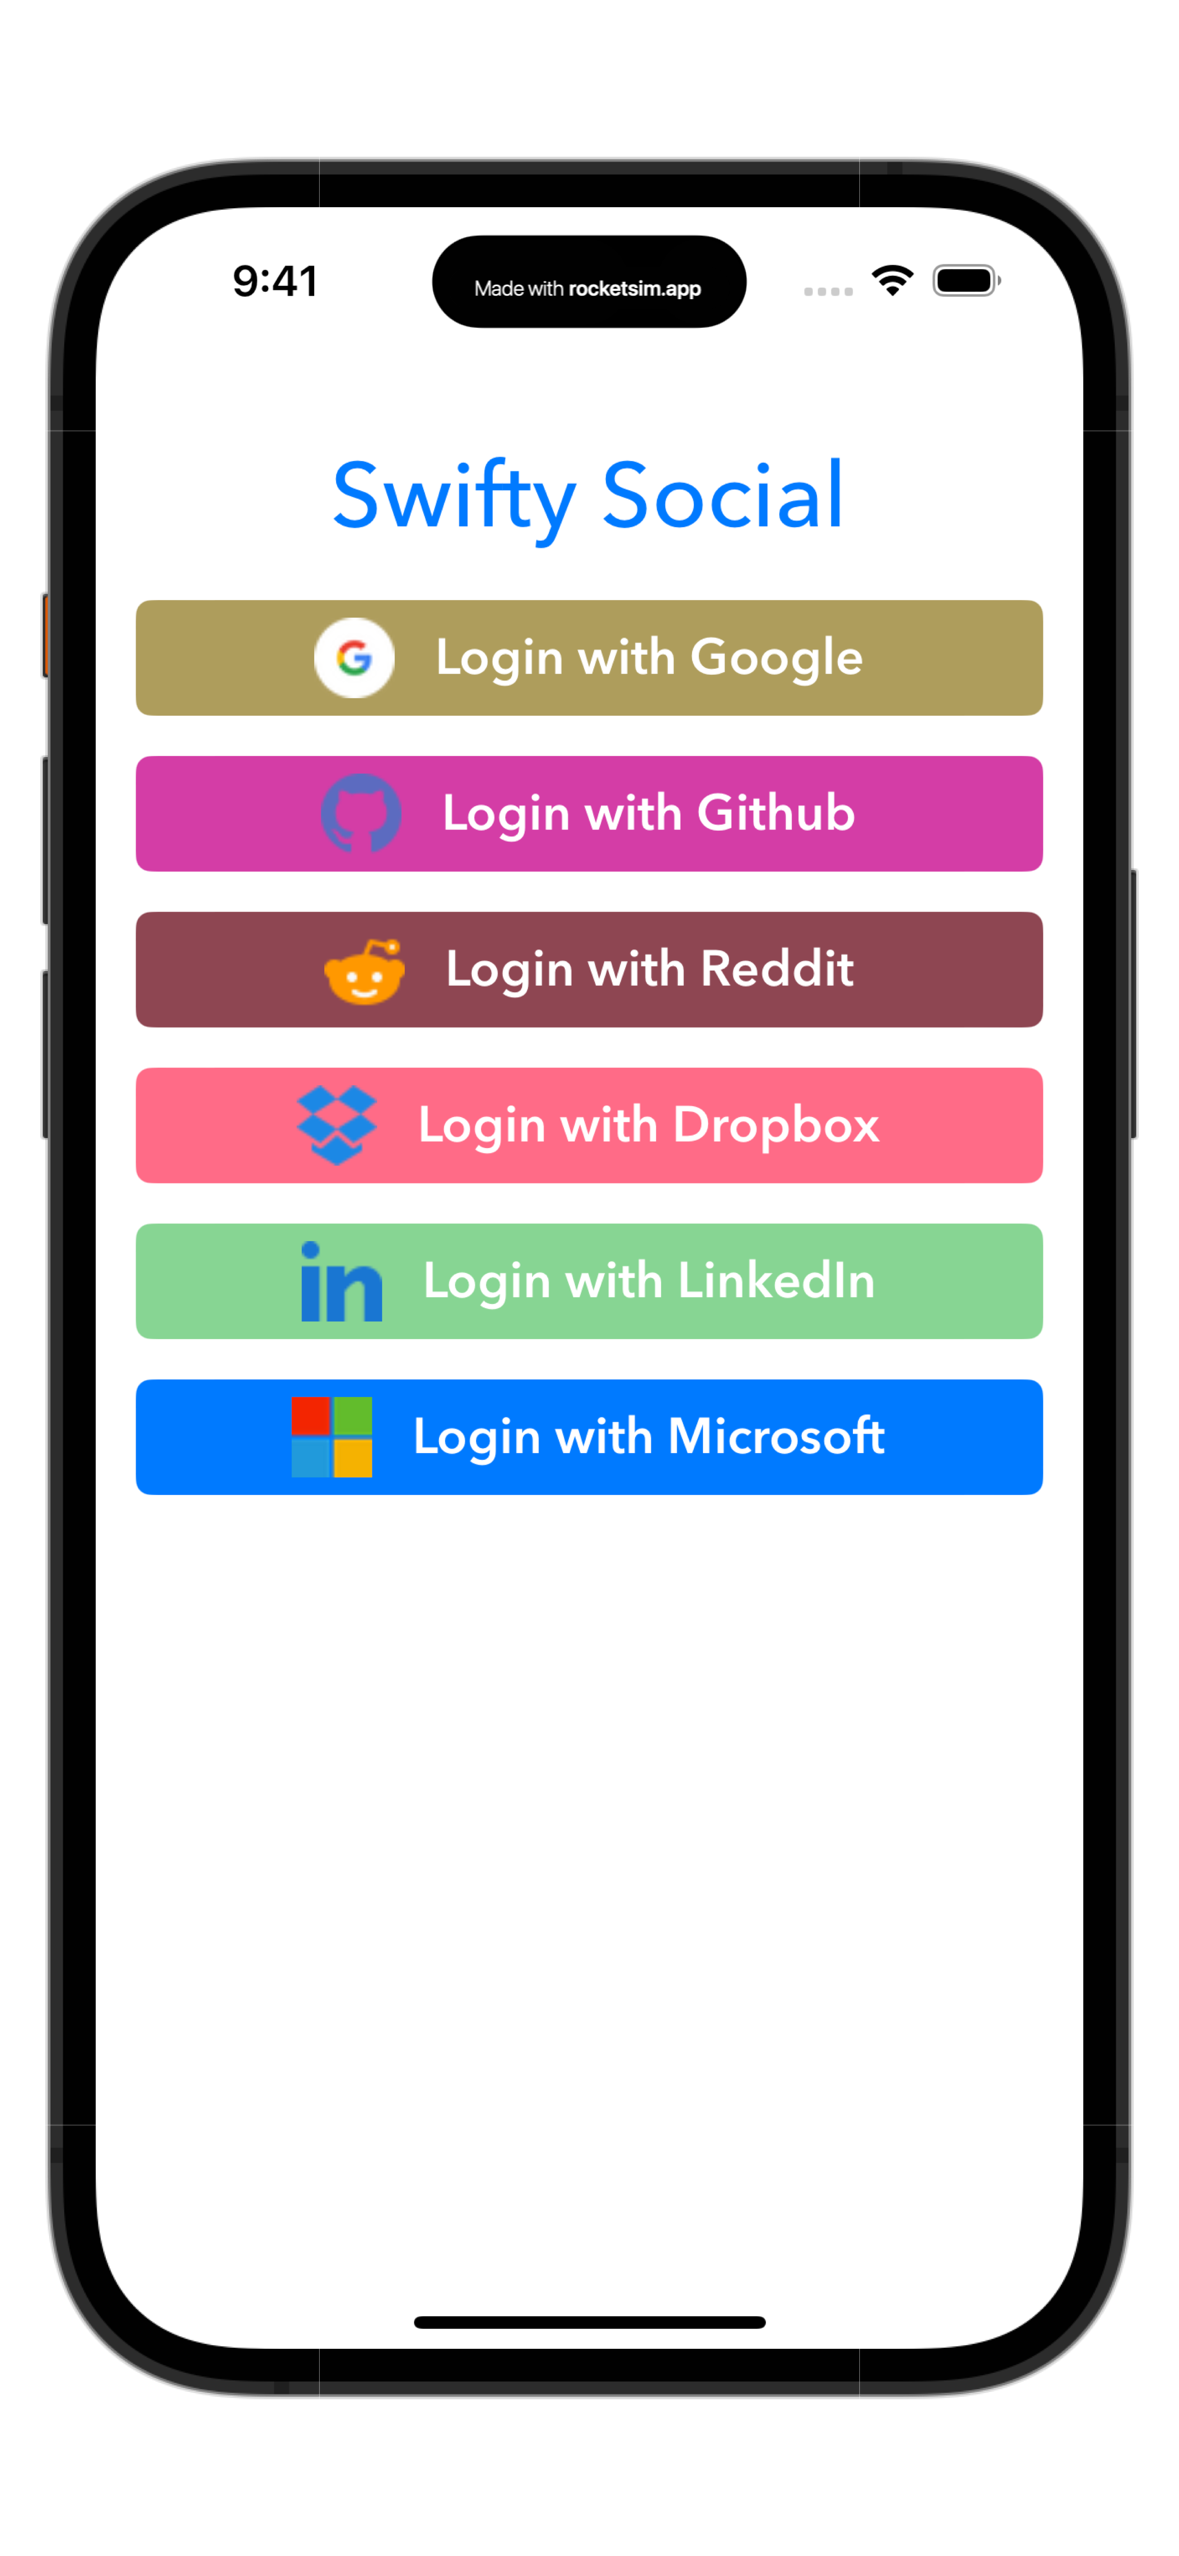 9:41
Made with rocketsim.app
Swifty Social
G Login with Google
Login with Github
Login with Reddit
Login with Dropbox
in Login with LinkedIn
Login with Microsoft